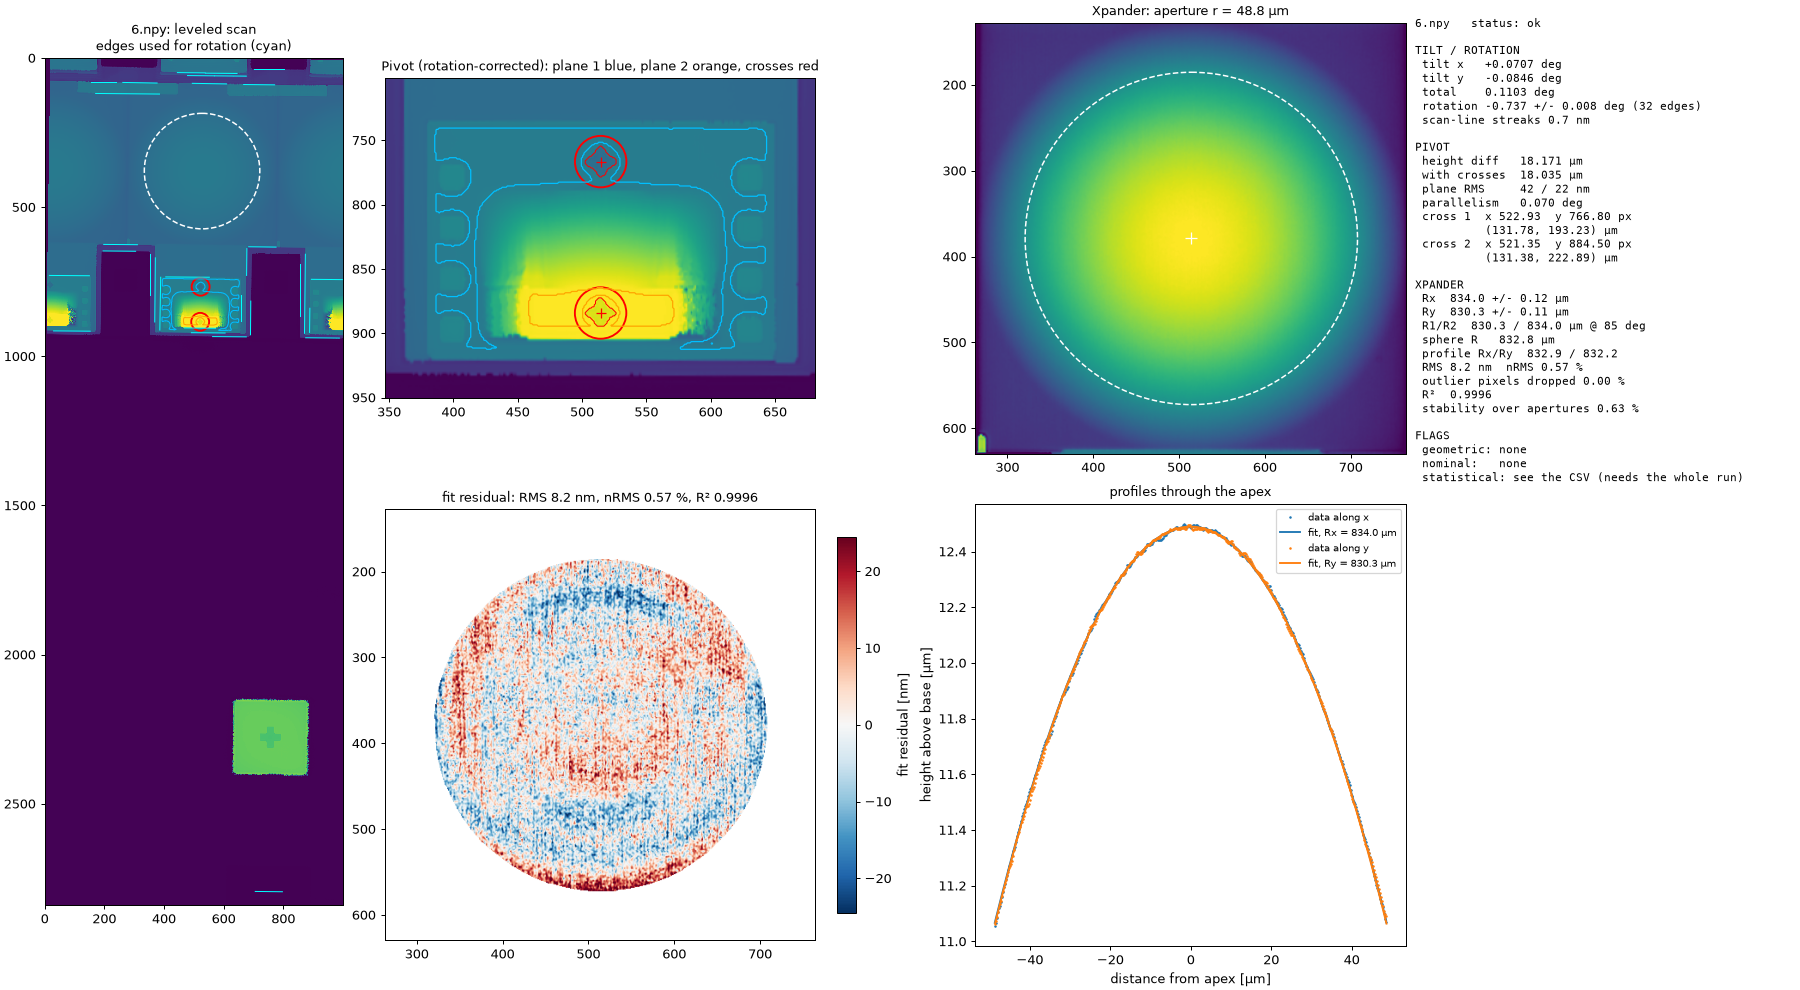 6.npy: leveled scan
edges used for rotation (cyan)
0
500
1000
1500
2000
2500
0
200
400
600
800
Pivot (rotation-corrected): plane 1 blue, plane 2 orange, crosses red
750
800
850
900
950
350
400
450
500
550
600
650
Xpander: aperture r = 48.8 µm
200
300
400
500
600
300
400
500
600
700
6.npy   status: ok
TILT / ROTATION
tilt x   +0.0707 deg
tilt y   -0.0846 deg
total    0.1103 deg
rotation -0.737 +/- 0.008 deg (32 edges)
scan-line streaks 0.7 nm
PIVOT
height diff   18.171 µm
with crosses  18.035 µm
plane RMS     42 / 22 nm
parallelism   0.070 deg
cross 1  x 522.93  y 766.80 px
(131.78, 193.23) µm
cross 2  x 521.35  y 884.50 px
(131.38, 222.89) µm
XPANDER
Rx  834.0 +/- 0.12 µm
Ry  830.3 +/- 0.11 µm
R1/R2  830.3 / 834.0 µm @ 85 deg
sphere R   832.8 µm
profile Rx/Ry  832.9 / 832.2
RMS 8.2 nm  nRMS 0.57 %
outlier pixels dropped 0.00 %
R²  0.9996
stability over apertures 0.63 %
FLAGS
geometric: none
nominal:   none
statistical: see the CSV (needs the whole run)
fit residual: RMS 8.2 nm, nRMS 0.57 %, R² 0.9996
200
300
400
500
600
300
400
500
600
700
20
10
0
−10
−20
fit residual [nm]
profiles through the apex
data along x
fit, Rx = 834.0 µm
data along y
fit, Ry = 830.3 µm
12.4
12.2
12.0
11.8
11.6
11.4
11.2
11.0
height above base [µm]
−40
−20
0
20
40
distance from apex [µm]